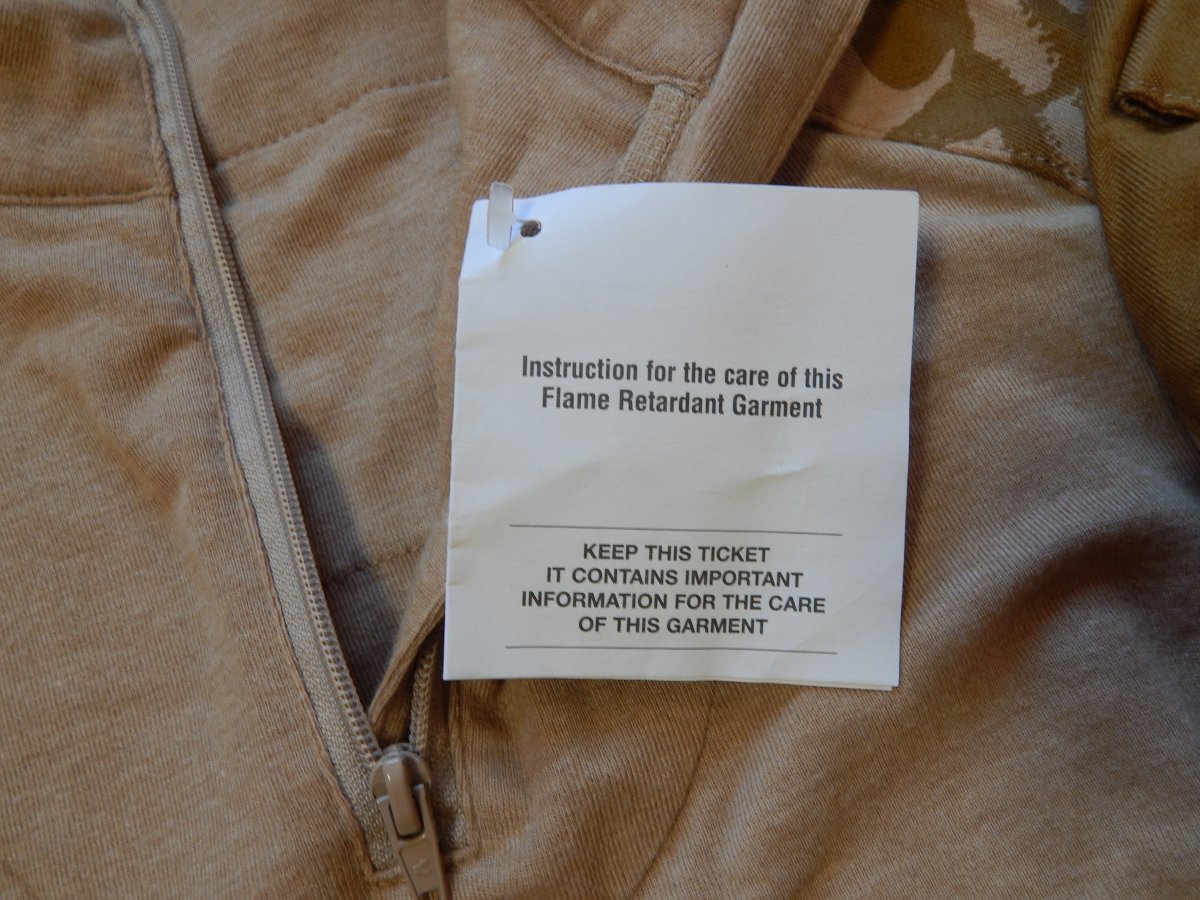 Instruction for the care of this
Flame Retardant Garment
KEEP THIS TICKET
IT CONTAINS IMPORTANT
INFORMATION FOR THE CARE
OF THIS GARMENT